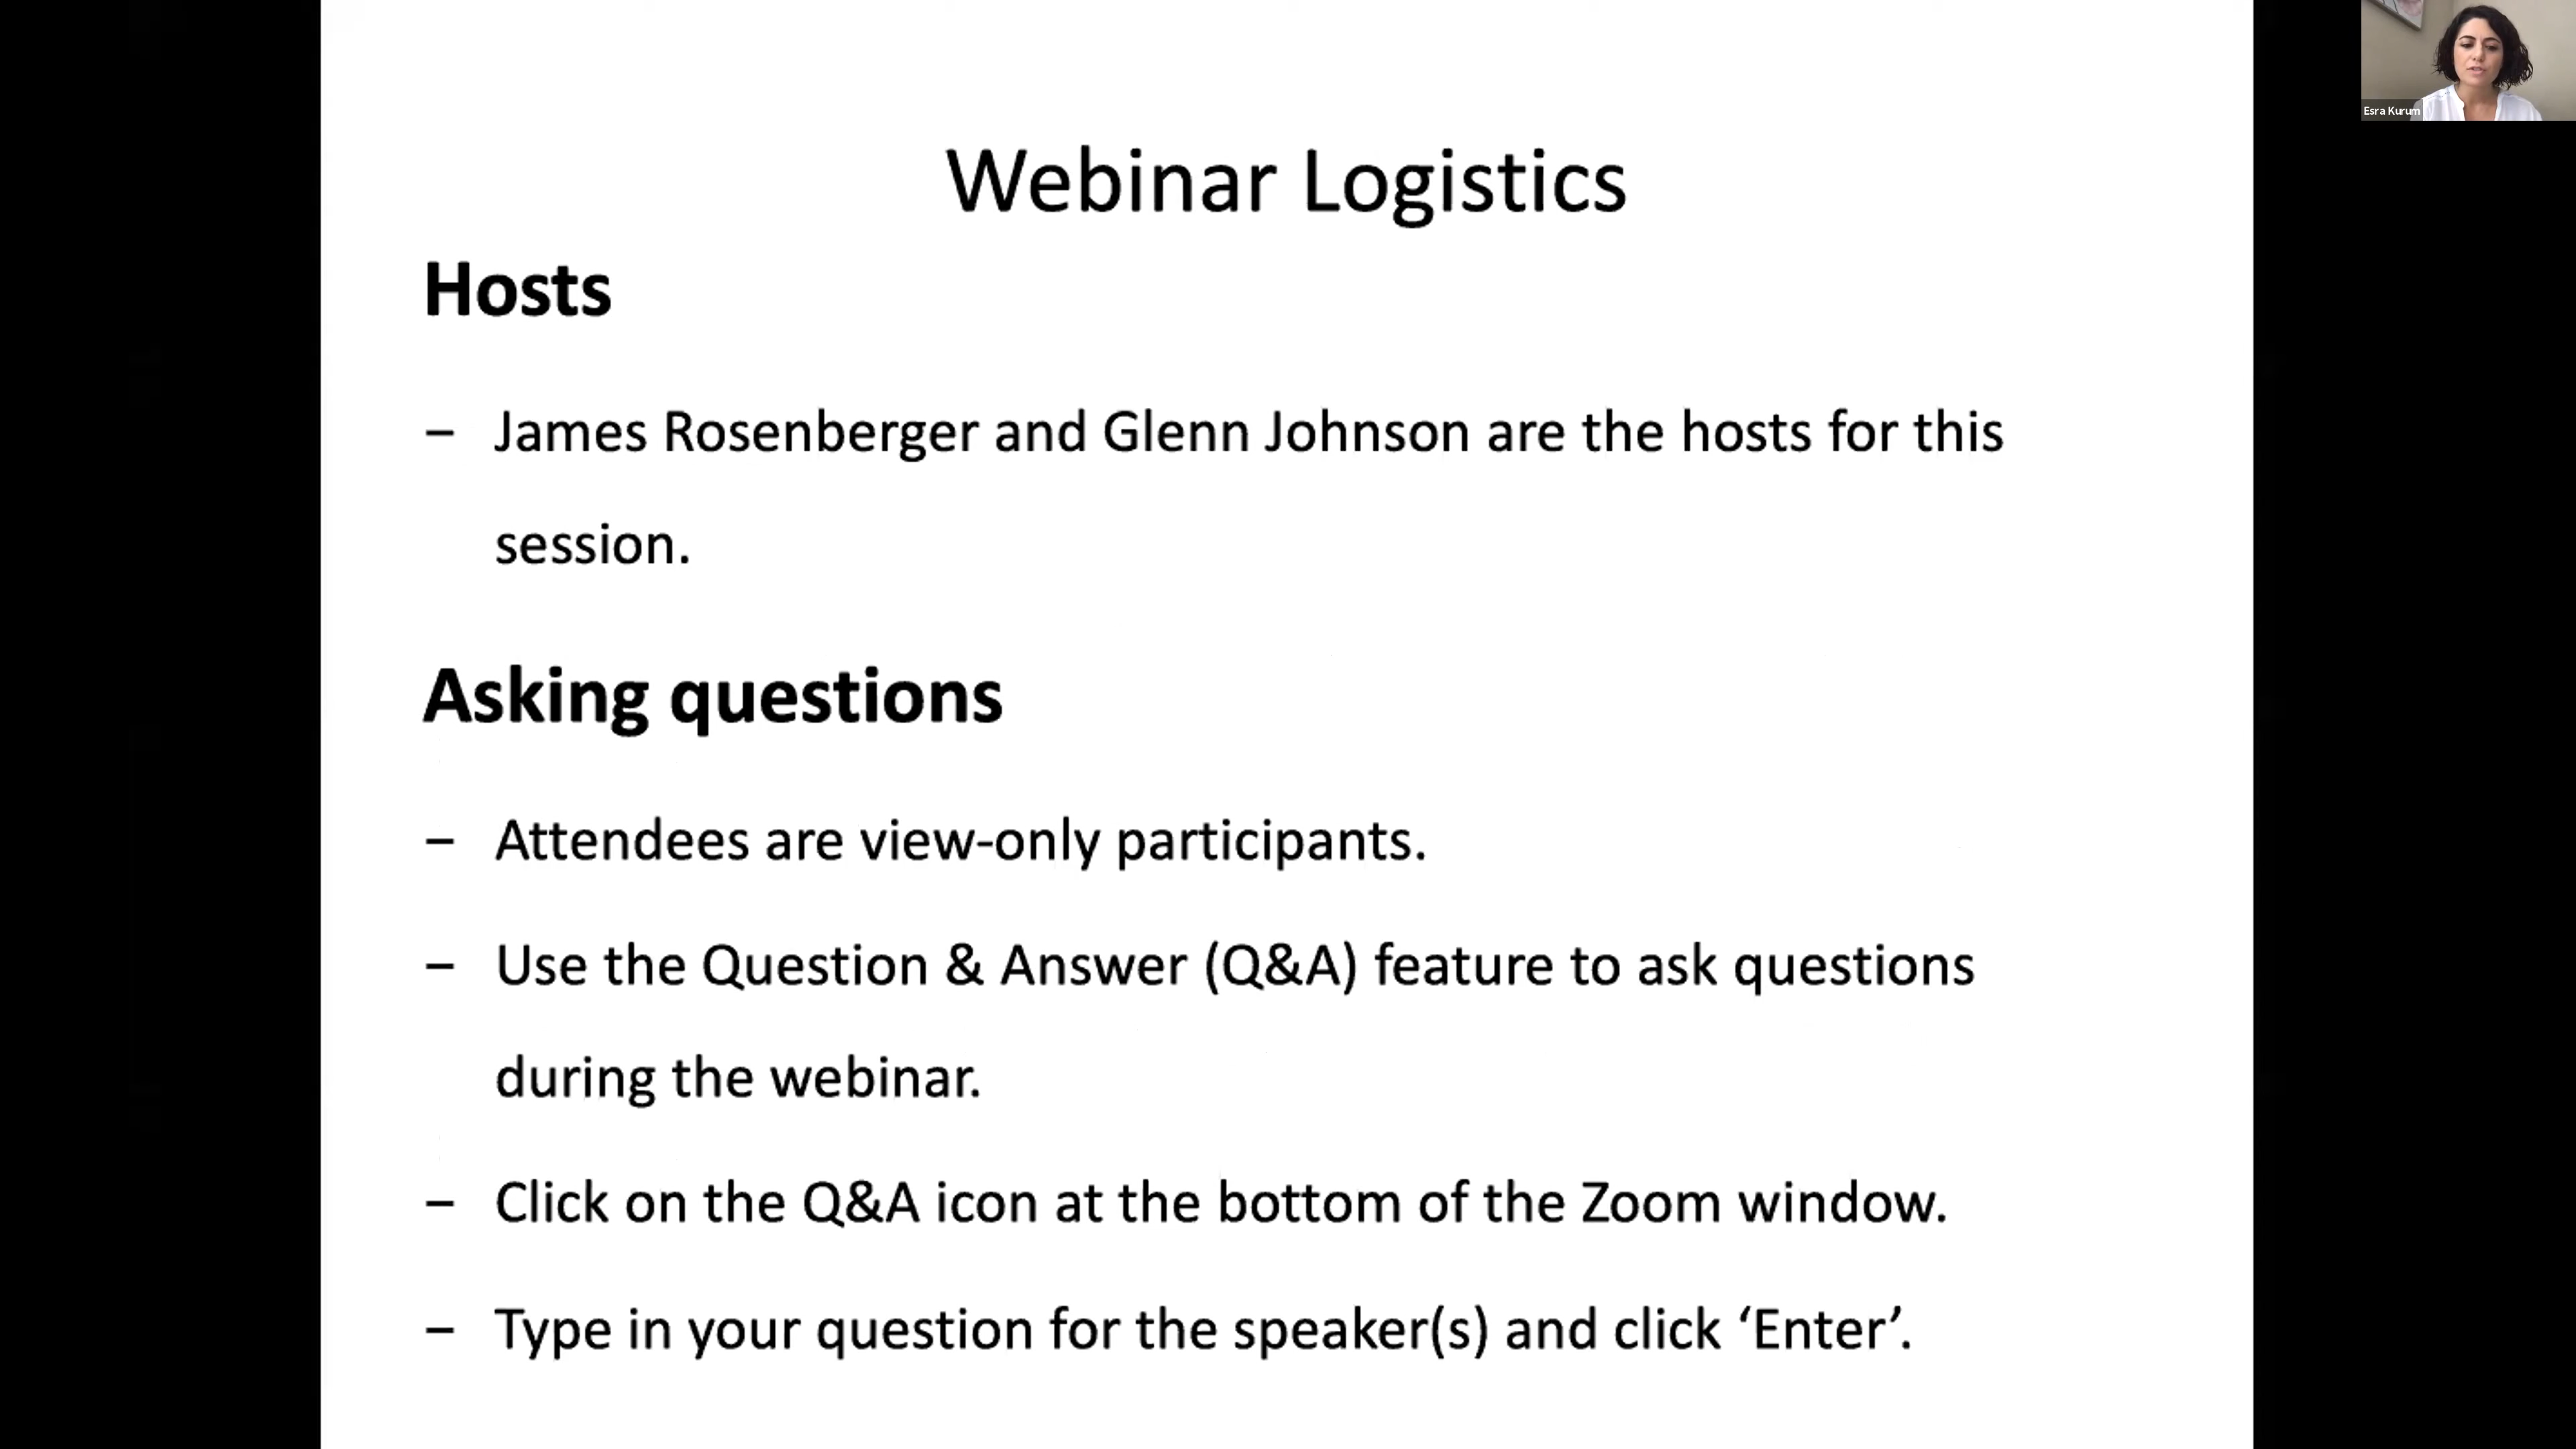 Webinar Logistics
Hosts
– James Rosenberger and Glenn Johnson are the hosts for this
session.
Asking questions
– Attendees are view-only participants.
– Use the Question & Answer (Q&A) feature to ask questions
during the webinar.
– Click on the Q&A icon at the bottom of the Zoom window.
– Type in your question for the speaker(s) and click ‘Enter’.
Esra Kurum